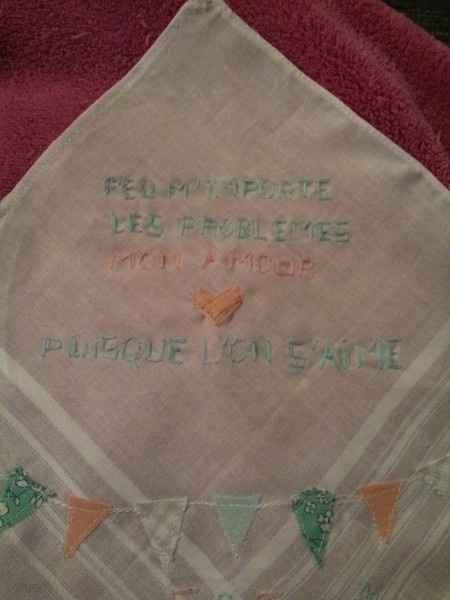 PEU M'IMPORTE
LES PROBLEMES
MON AMOUR
PUISQUE L'ON S'AIME